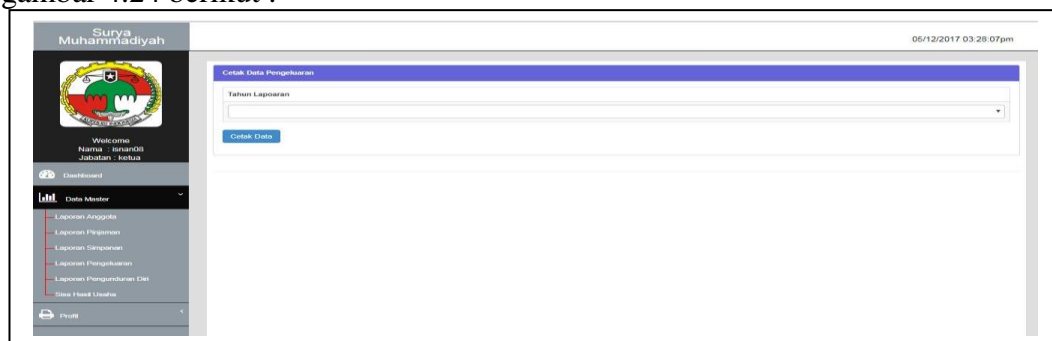 gambar 4.24 berikut :
Surya
Muhammadiyah
05/12/2017 03:28:07pm
Cetak Data Pengeluaran
Tahun Lapoaran
Cetak Data
Welcome
Nama : isnan08
Jabatan : ketua
Dashboard
Data Master
Laporan Anggota
Laporan Pinjaman
Laporan Simpanan
Laporan Pengeluaran
Laporan Pengunduran Diri
Sisa Hasil Usaha
Profil